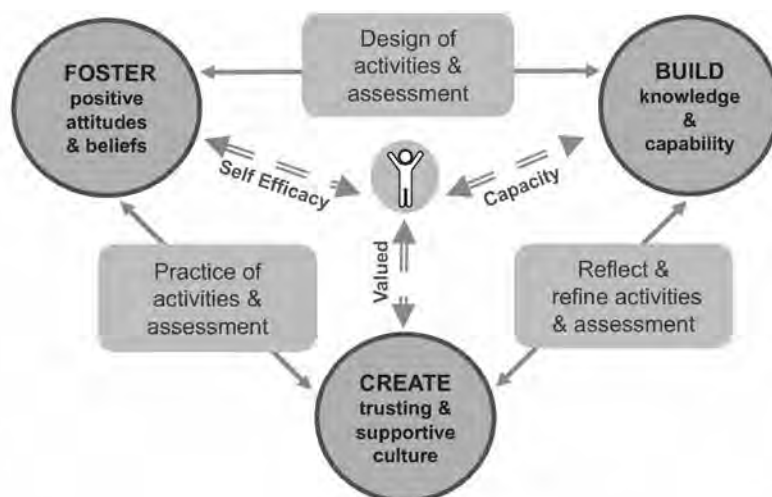 Design of
activities &
assessment
FOSTER
positive
attitudes
& beliefs
BUILD
knowledge
&
capability
Self Efficacy
Capacity
Valued
Practice of
activities &
assessment
Reflect &
refine activities
& assessment
CREATE
trusting &
supportive
culture